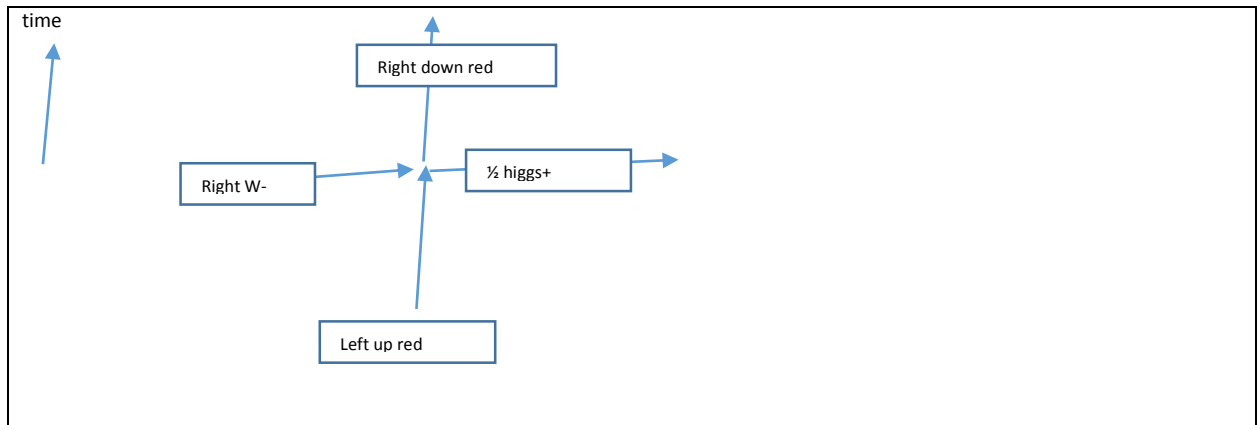 time
Right down red
½ higgs+
Right W-
Left up red